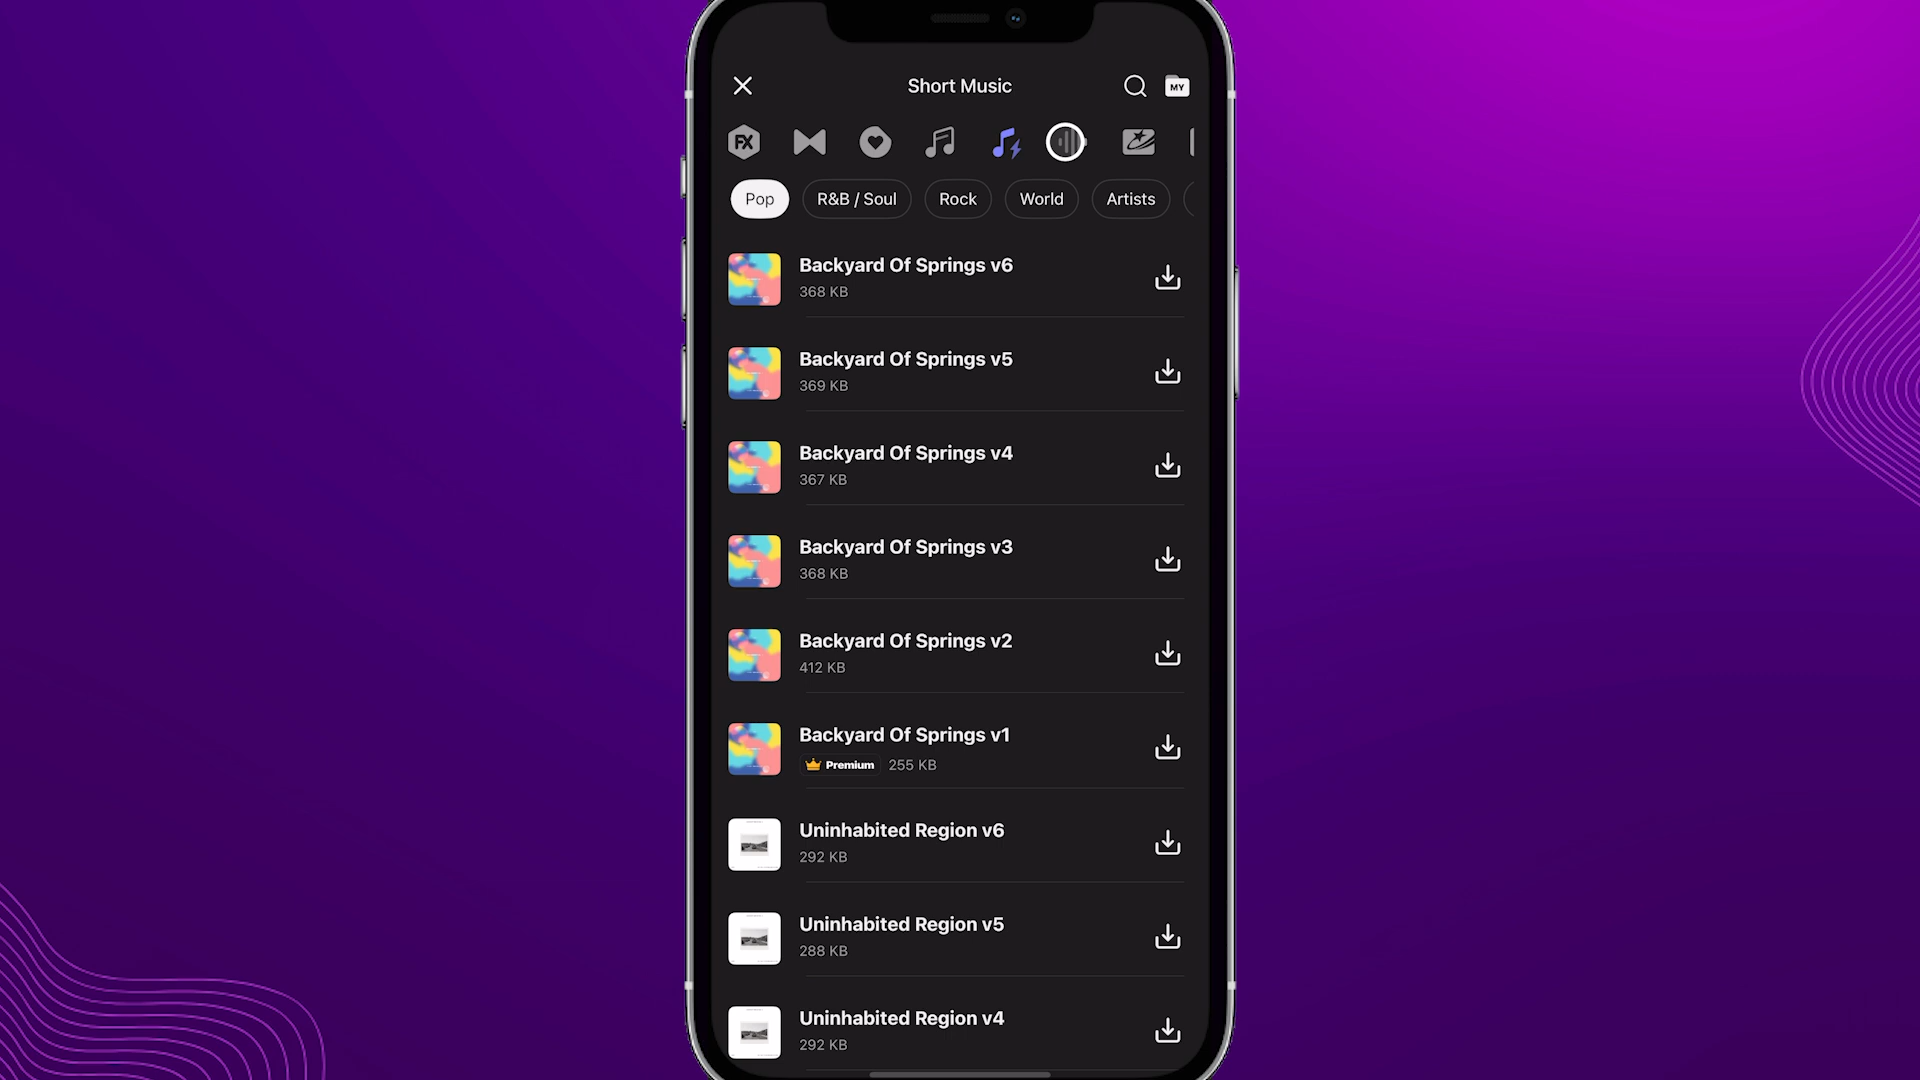 Short Music
MY
FX
Pop
R&B / Soul
Rock
World
Artists
Backyard Of Springs v6
368 KB
Backyard Of Springs v5
369 KB
Backyard Of Springs v4
367 KB
Backyard Of Springs v3
368 KB
Backyard Of Springs v2
412 KB
Backyard Of Springs v1
Premium 255 KB
Uninhabited Region v6
292 KB
Uninhabited Region v5
288 KB
Uninhabited Region v4
292 KB